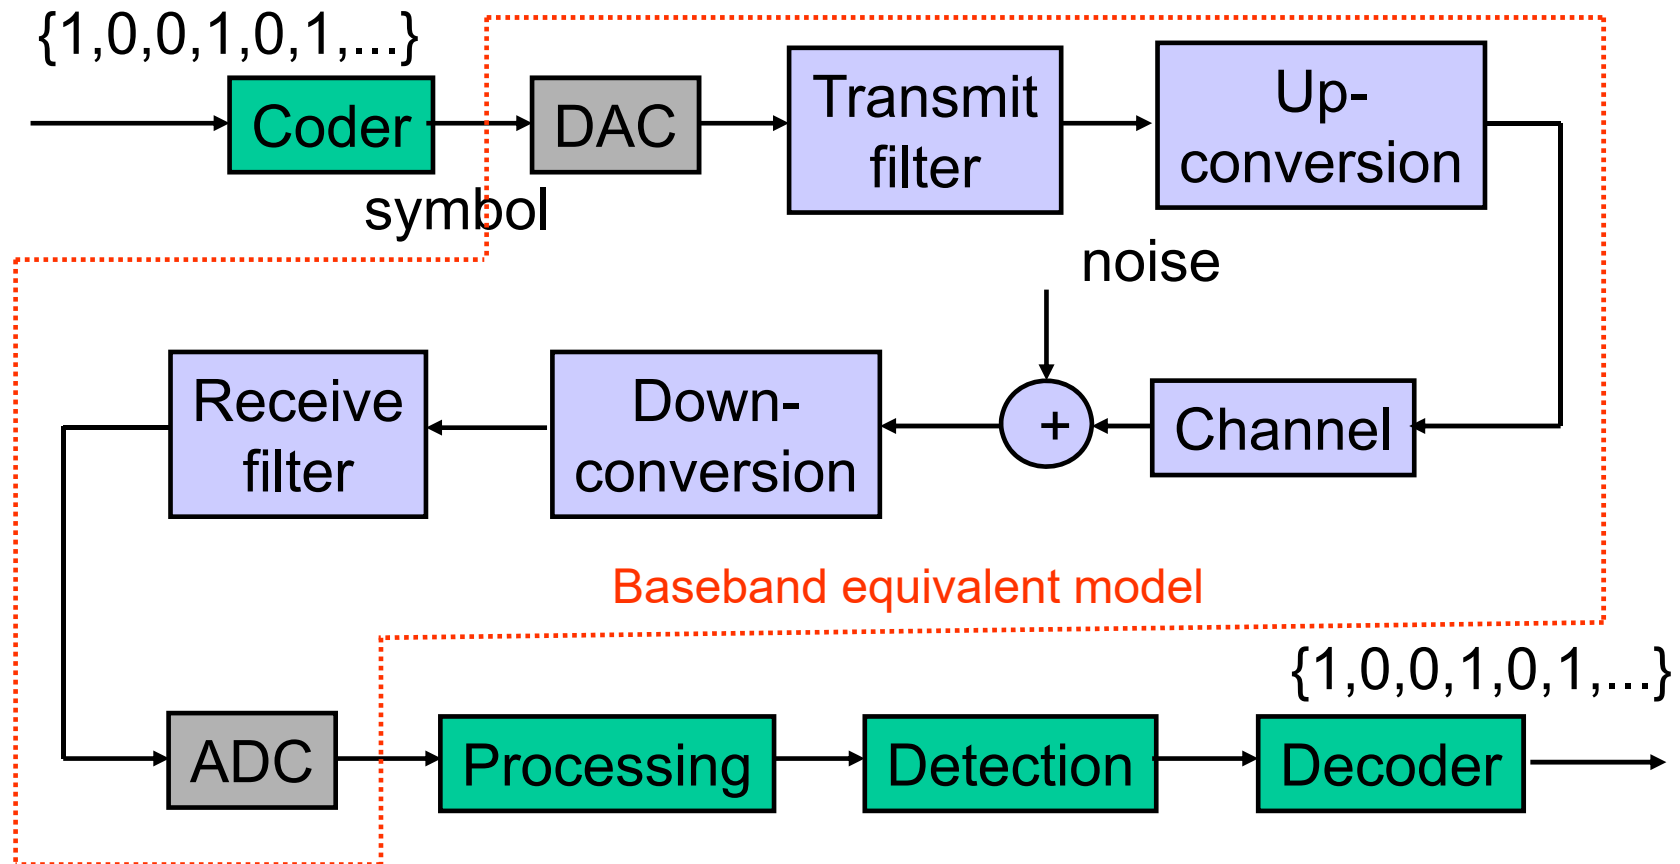 {1,0,0,1,0,1,...}
Coder
DAC
Transmit
filter
Up-
conversion
symbol
noise
Receive
filter
Down-
conversion
+
Channel
Baseband equivalent model
{1,0,0,1,0,1,...}
ADC
Processing
Detection
Decoder